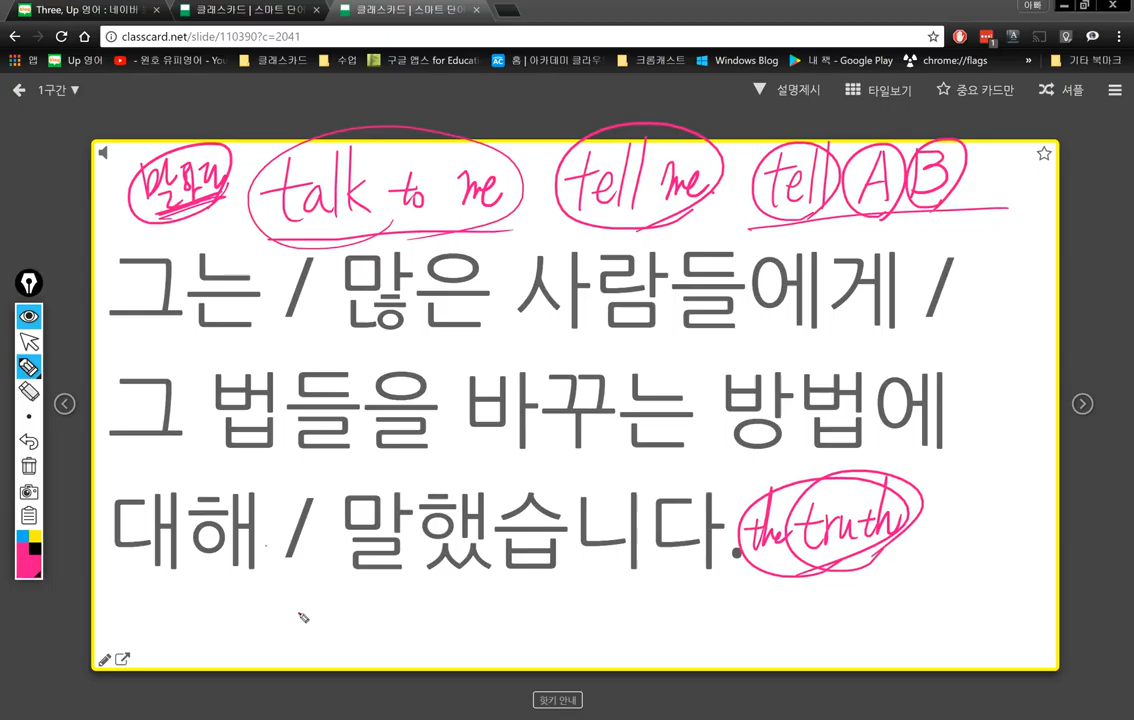 Three, Up 영어 : 네이버 클래스카드 | 스마트 단어 클래스카드 | 스마트 단어 아빠
classcard.net/slide/110390?c=2041
앱 Up 영어 - 원호 유피영어 - You 클래스카드 수업 구글 앱스 for Educati 홈 | 아카데미 클라우 크롬캐스트 Windows Blog 내 책 - Google Play chrome://flags » 기타 북마크
1구간 ▼ ▼ 설명제시 타일보기 중요 카드만 셔플
말하다 talk to me tell me tell A B
그는 / 많은 사람들에게 /
그 법들을 바꾸는 방법에
대해 / 말했습니다. the truth
핫키 안내